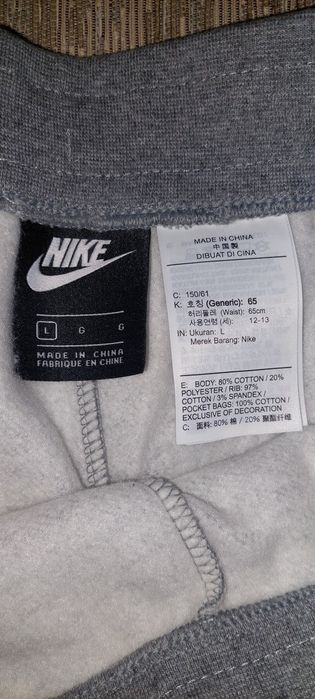 NIKE
L G G
MADE IN CHINA
FABRIQUE EN CHINE
MADE IN CHINA
中国製
DIBUAT DI CINA
C: 150/61
K: 호칭 (Generic): 65
허리둘레 (Waist): 65cm
사용연령 (세): 12-13
IN: Ukuran: L
Merek Barang: Nike
E: BODY: 80% COTTON / 20%
POLYESTER / RIB: 97%
COTTON / 3% SPANDEX /
POCKET BAGS: 100% COTTON /
EXCLUSIVE OF DECORATION
C: 面料: 80% 棉 / 20% 聚酯纤维